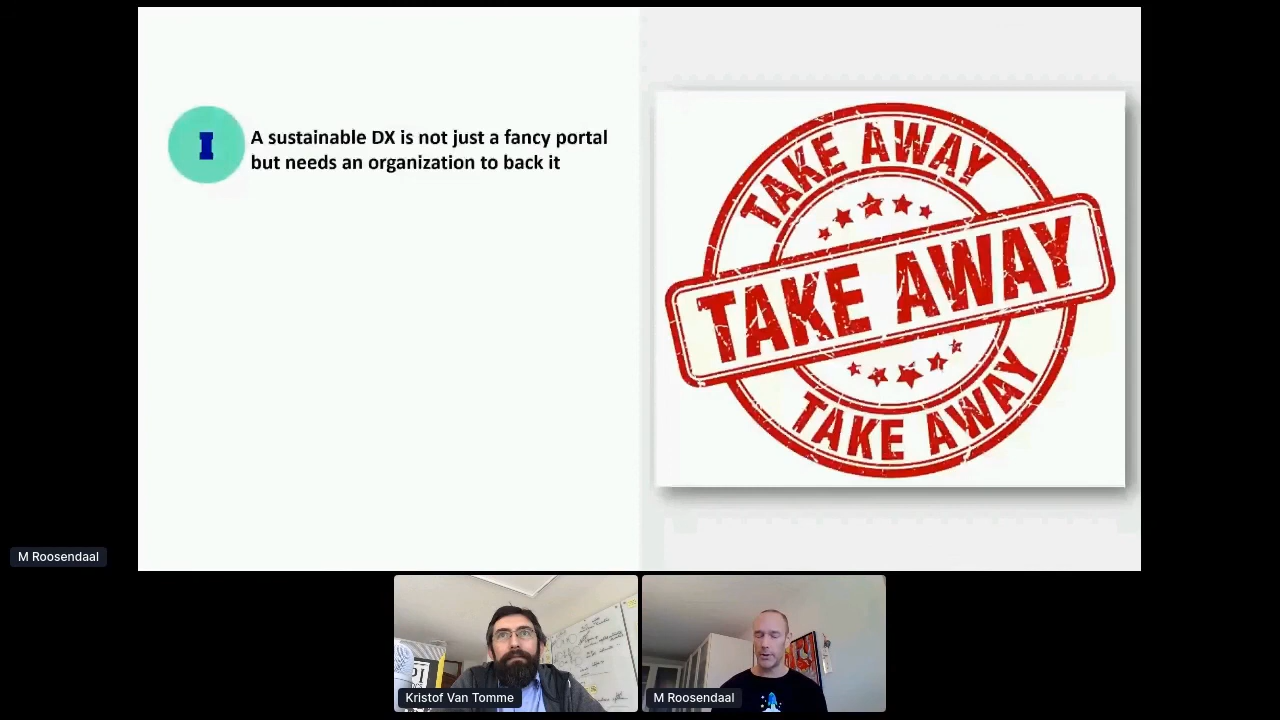 I
A sustainable DX is not just a fancy portal
but needs an organization to back it
TAKE AWAY
TAKE AWAY
TAKE AWAY
M Roosendaal
Kristof Van Tomme
M Roosendaal